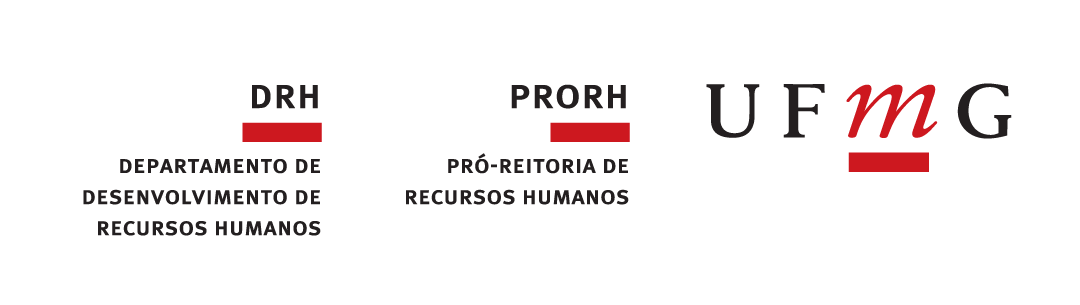 DRH
DEPARTAMENTO DE
DESENVOLVIMENTO DE
RECURSOS HUMANOS
PRORH
PRÓ-REITORIA DE
RECURSOS HUMANOS
UFmG